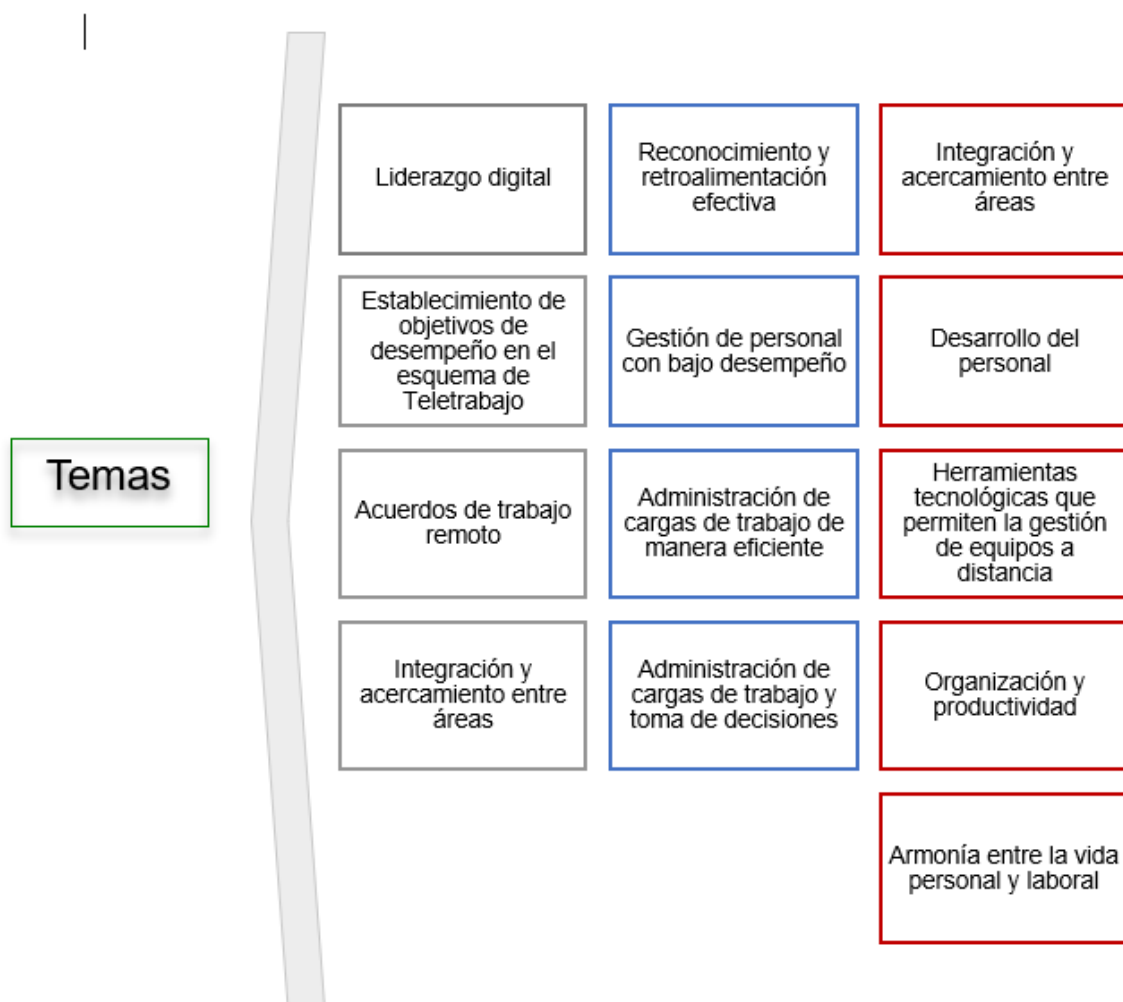 Temas
Liderazgo digital
Establecimiento de
objetivos de
desempeño en el
esquema de
Teletrabajo
Acuerdos de trabajo
remoto
Integración y
acercamiento entre
áreas
Reconocimiento y
retroalimentación
efectiva
Gestión de personal
con bajo desempeño
Administración de
cargas de trabajo de
manera eficiente
Administración de
cargas de trabajo y
toma de decisiones
Integración y
acercamiento entre
áreas
Desarrollo del
personal
Herramientas
tecnológicas que
permiten la gestión
de equipos a
distancia
Organización y
productividad
Armonía entre la vida
personal y laboral